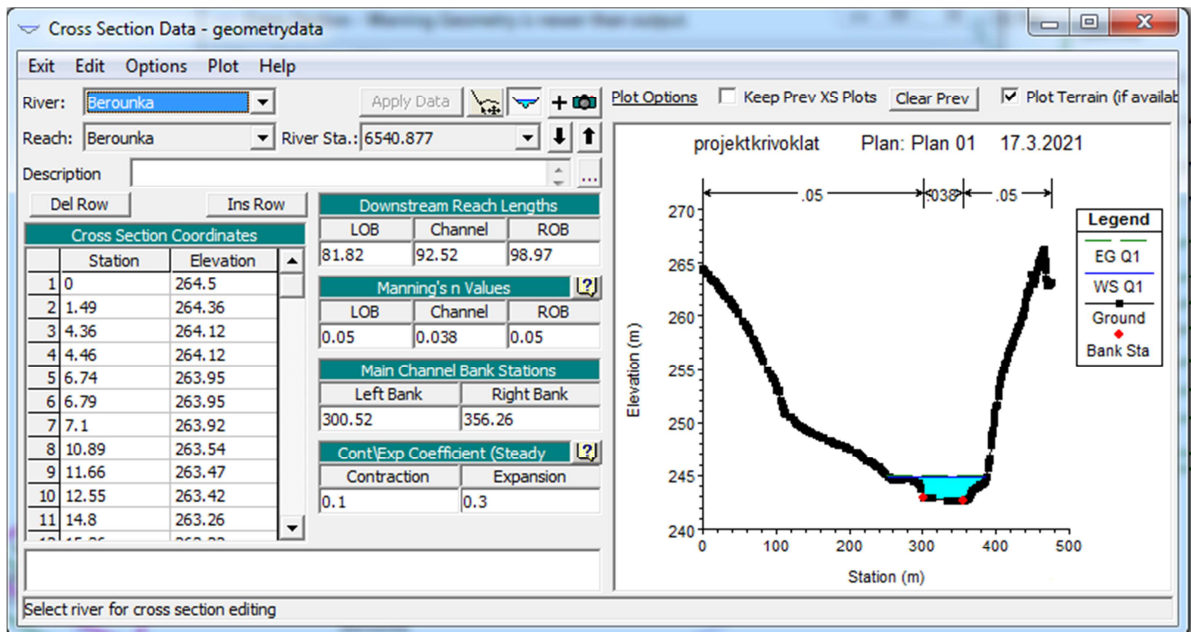 Cross Section Data - geometrydata
Exit Edit Options Plot Help
River: Berounka
Apply Data
Reach: Berounka
River Sta.: 6540.877
Description
...
Del Row Ins Row
Cross Section Coordinates
Station Elevation
1 0 264.5
2 1.49 264.36
3 4.36 264.12
4 4.46 264.12
5 6.74 263.95
6 6.79 263.95
7 7.1 263.92
8 10.89 263.54
9 11.66 263.47
10 12.55 263.42
11 14.8 263.26
Downstream Reach Lengths
LOB Channel ROB
81.82 92.52 98.97
Manning's n Values
LOB Channel ROB
0.05 0.038 0.05
Main Channel Bank Stations
Left Bank Right Bank
300.52 356.26
Cont\Exp Coefficient (Steady
Contraction Expansion
0.1 0.3
Select river for cross section editing
Plot Options Keep Prev XS Plots Clear Prev Plot Terrain (if availab
projektkrivoklat Plan: Plan 01 17.3.2021
.05 .038 .05
270
265
260
255
250
245
240
Elevation (m)
0 100 200 300 400 500
Station (m)
Legend
EG Q1
WS Q1
Ground
Bank Sta